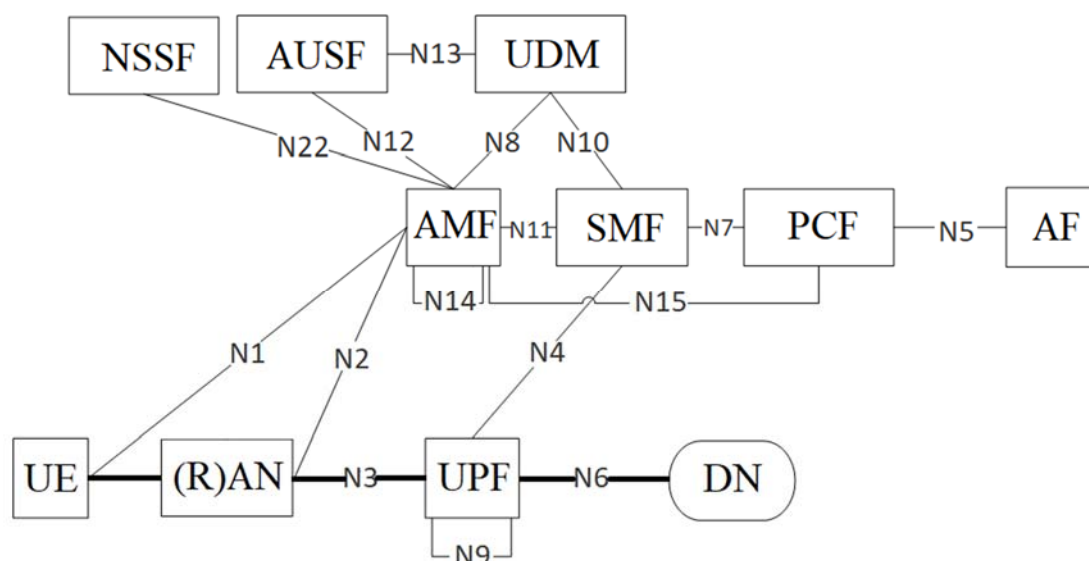 NSSF
AUSF
N13
UDM
N22
N12
N8
N10
AMF
N11
SMF
N7
PCF
N5
AF
N14
N15
N1
N2
N4
UE
(R)AN
N3
UPF
N6
DN
N9